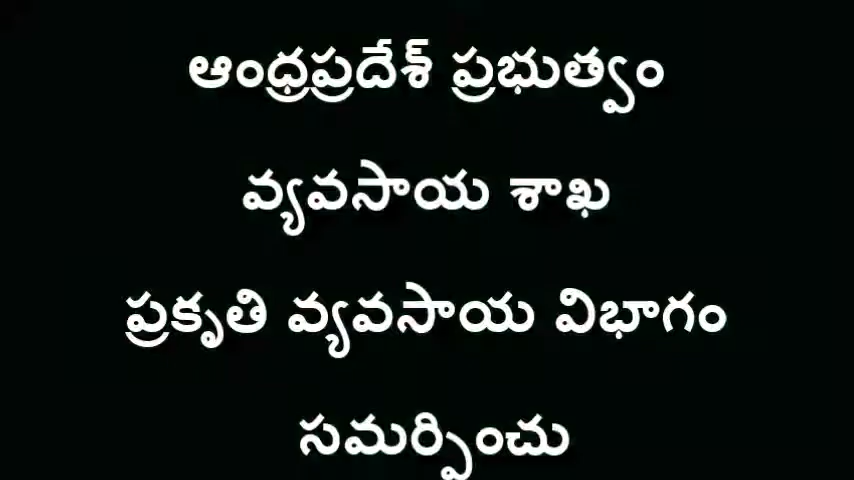 ఆంధ్రప్రదేశ్ ప్రభుత్వం
వ్యవసాయ శాఖ
ప్రకృతి వ్యవసాయ విభాగం
సమర్పించు